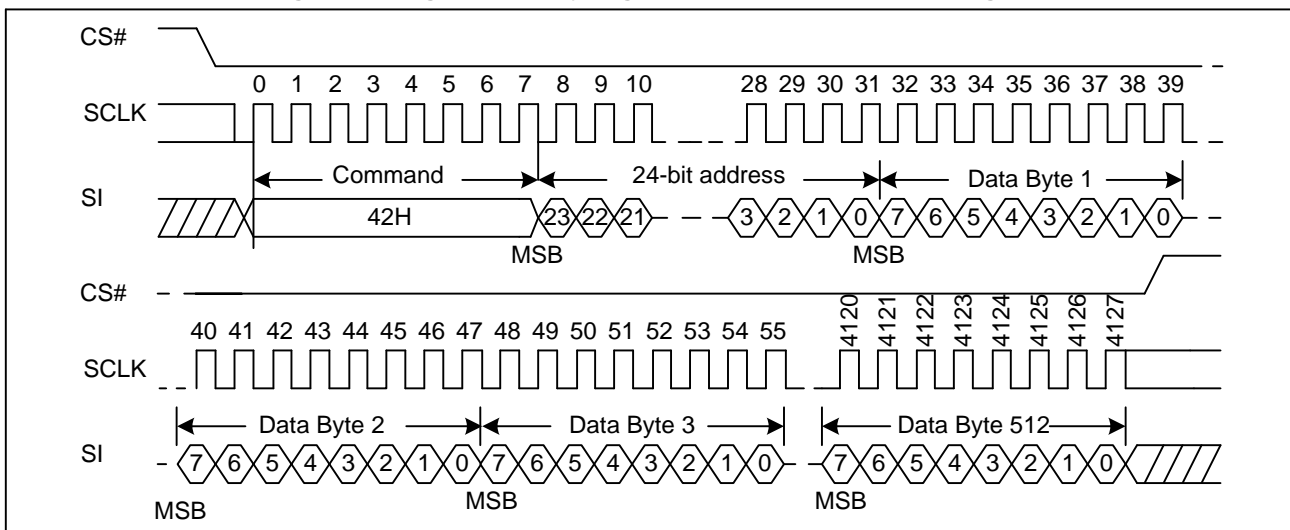 CS#
0 1 2 3 4 5 6 7 8 9 10 28 29 30 31 32 33 34 35 36 37 38 39
SCLK
Command 24-bit address Data Byte 1
SI
42H 23 22 21 3 2 1 0 7 6 5 4 3 2 1 0
MSB MSB
CS#
40 41 42 43 44 45 46 47 48 49 50 51 52 53 54 55 4120 4121 4122 4123 4124 4125 4126 4127
SCLK
Data Byte 2 Data Byte 3 Data Byte 512
SI
7 6 5 4 3 2 1 0 7 6 5 4 3 2 1 0 7 6 5 4 3 2 1 0
MSB MSB MSB